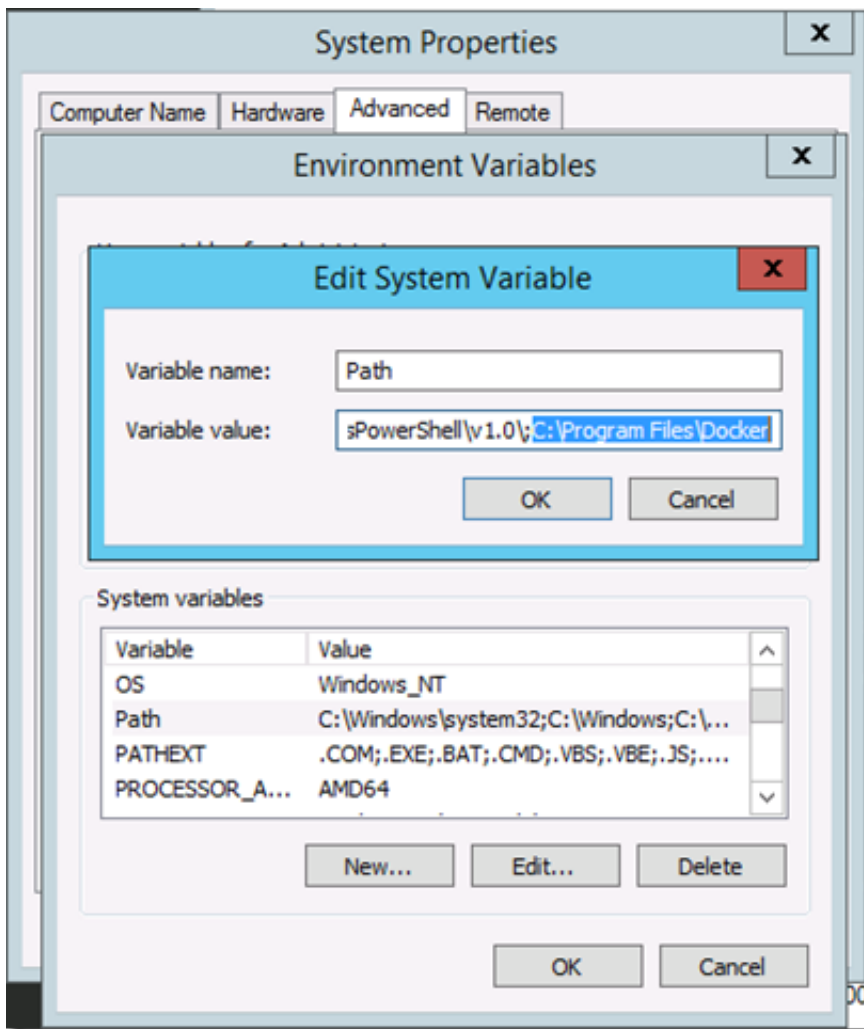 System Properties
x
Computer Name Hardware Advanced Remote
Environment Variables
x
Edit System Variable
x
Variable name: Path
Variable value: sPowerShell\v1.0\;C:\Program Files\Docker
OK Cancel
System variables
Variable Value
OS Windows_NT
Path C:\Windows\system32;C:\Windows;C:\...
PATHEXT .COM;.EXE;.BAT;.CMD;.VBS;.VBE;.JS;....
PROCESSOR_A... AMD64
New... Edit... Delete
OK Cancel